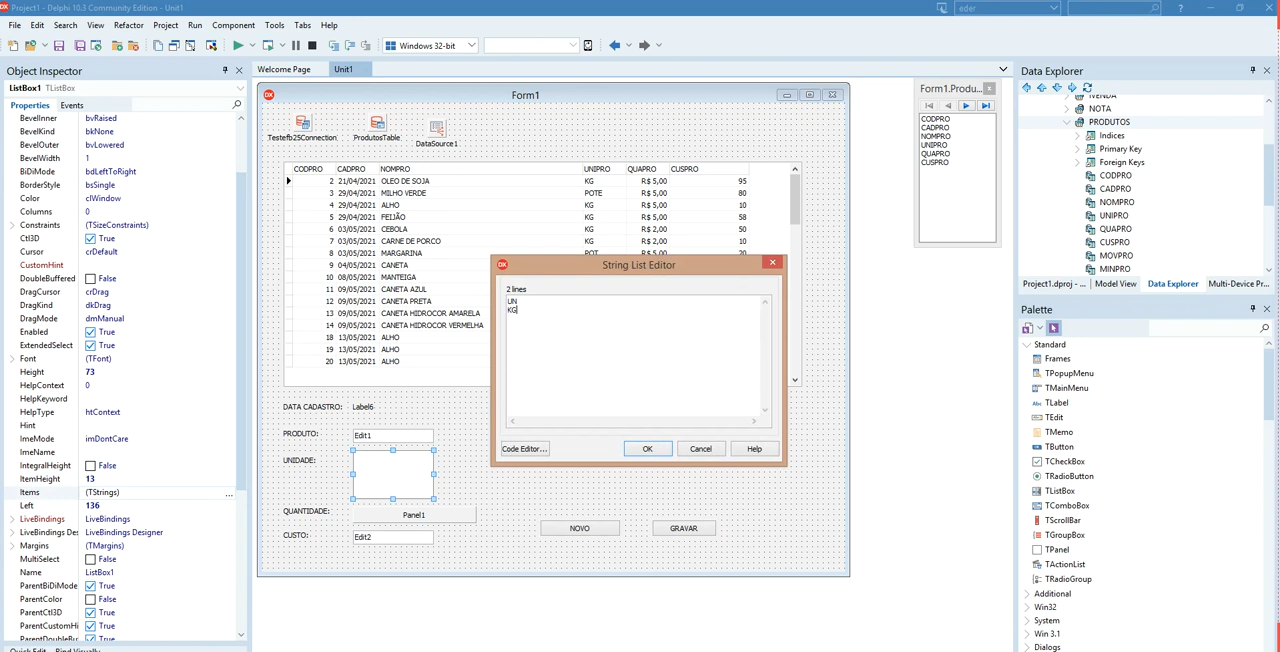 Project1 - Delphi 10.3 Community Edition - Unit1
eder
File Edit Search View Refactor Project Run Component Tools Tabs Help
Windows 32-bit
Object Inspector
ListBox1 TListBox
Properties Events
BevelInner bvRaised
BevelKind bkNone
BevelOuter bvLowered
BevelWidth 1
BiDiMode bdLeftToRight
BorderStyle bsSingle
Color clWindow
Columns 0
Constraints (TSizeConstraints)
Ctl3D True
Cursor crDefault
CustomHint
DoubleBuffered False
DragCursor crDrag
DragKind dkDrag
DragMode dmManual
Enabled True
ExtendedSelect True
Font (TFont)
Height 73
HelpContext 0
HelpKeyword
HelpType htContext
Hint
ImeMode imDontCare
ImeName
IntegralHeight False
ItemHeight 13
Items (TStrings) ...
Left 136
LiveBindings LiveBindings
LiveBindings Des LiveBindings Designer
Margins (TMargins)
MultiSelect False
Name ListBox1
ParentBiDiMode True
ParentColor False
ParentCtl3D True
ParentCustomHi True
ParentDoubleBu True
Quick Edit... Bind Visually...
Welcome Page Unit1
Form1
Testefb25Connection ProdutosTable DataSource1
CODPRO CADPRO NOMPRO UNIPRO QUAPRO CUSPRO
2 21/04/2021 OLEO DE SOJA KG R$ 5,00 95
3 29/04/2021 MILHO VERDE POTE R$ 5,00 80
4 29/04/2021 ALHO KG R$ 5,00 10
5 29/04/2021 FEIJÃO KG R$ 5,00 58
6 03/05/2021 CEBOLA KG R$ 2,00 50
7 03/05/2021 CARNE DE PORCO KG R$ 2,00 10
8 03/05/2021 MARGARINA POT R$ 5,00 20
9 04/05/2021 CANETA
10 08/05/2021 MANTEIGA
11 09/05/2021 CANETA AZUL
12 09/05/2021 CANETA PRETA
13 09/05/2021 CANETA HIDROCOR AMARELA
14 09/05/2021 CANETA HIDROCOR VERMELHA
18 13/05/2021 ALHO
19 13/05/2021 ALHO
20 13/05/2021 ALHO
DATA CADASTRO: Label6
PRODUTO: Edit1
UNIDADE:
QUANTIDADE: Panel1
CUSTO: Edit2
NOVO GRAVAR
String List Editor
2 lines
UN
KG
Code Editor... OK Cancel Help
Form1.Produ...
CODPRO
CADPRO
NOMPRO
UNIPRO
QUAPRO
CUSPRO
Data Explorer
IVENDA
NOTA
PRODUTOS
Indices
Primary Key
Foreign Keys
CODPRO
CADPRO
NOMPRO
UNIPRO
QUAPRO
CUSPRO
MOVPRO
MINPRO
Project1.dproj - ... Model View Data Explorer Multi-Device Pr...
Palette
Standard
Frames
TPopupMenu
TMainMenu
TLabel
TEdit
TMemo
TButton
TCheckBox
TRadioButton
TListBox
TComboBox
TScrollBar
TGroupBox
TPanel
TActionList
TRadioGroup
Additional
Win32
System
Win 3.1
Dialogs